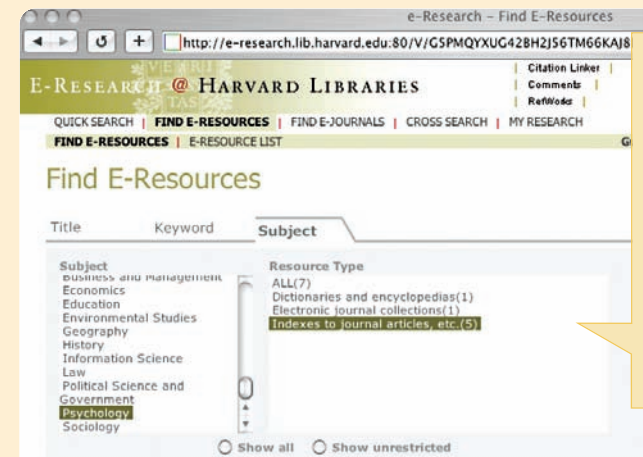 e-Research – Find E-Resources
http://e-research.lib.harvard.edu:80/V/G5PMQYXUG42BH2J56TM66KAJ8
Citation Linker |
E-RESEARCH @ HARVARD LIBRARIES | Comments |
| RefWorks |
QUICK SEARCH | FIND E-RESOURCES | FIND E-JOURNALS | CROSS SEARCH | MY RESEARCH
FIND E-RESOURCES | E-RESOURCE LIST
Find E-Resources
Title Keyword Subject
Subject
Business and Management
Economics
Education
Environmental Studies
Geography
History
Information Science
Law
Political Science and
Government
Psychology
Sociology
Resource Type
ALL(7)
Dictionaries and encyclopedias(1)
Electronic journal collections(1)
Indexes to journal articles, etc.(5)
Show all Show unrestricted